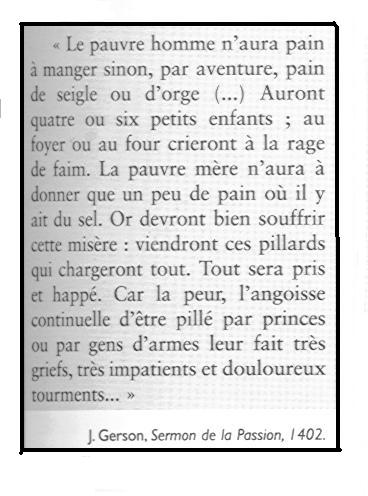 « Le pauvre homme n'aura pain
à manger sinon, par aventure, pain
de seigle ou d'orge (...) Auront
quatre ou six petits enfants ; au
foyer ou au four crieront à la rage
de faim. La pauvre mère n'aura à
donner que un peu de pain où il y
ait du sel. Or devront bien souffrir
cette misère : viendront ces pillards
qui chargeront tout. Tout sera pris
et happé. Car la peur, l'angoisse
continuelle d'être pillé par princes
ou par gens d'armes leur fait très
griefs, très impatients et douloureux
tourments... »
J. Gerson, Sermon de la Passion, 1402.